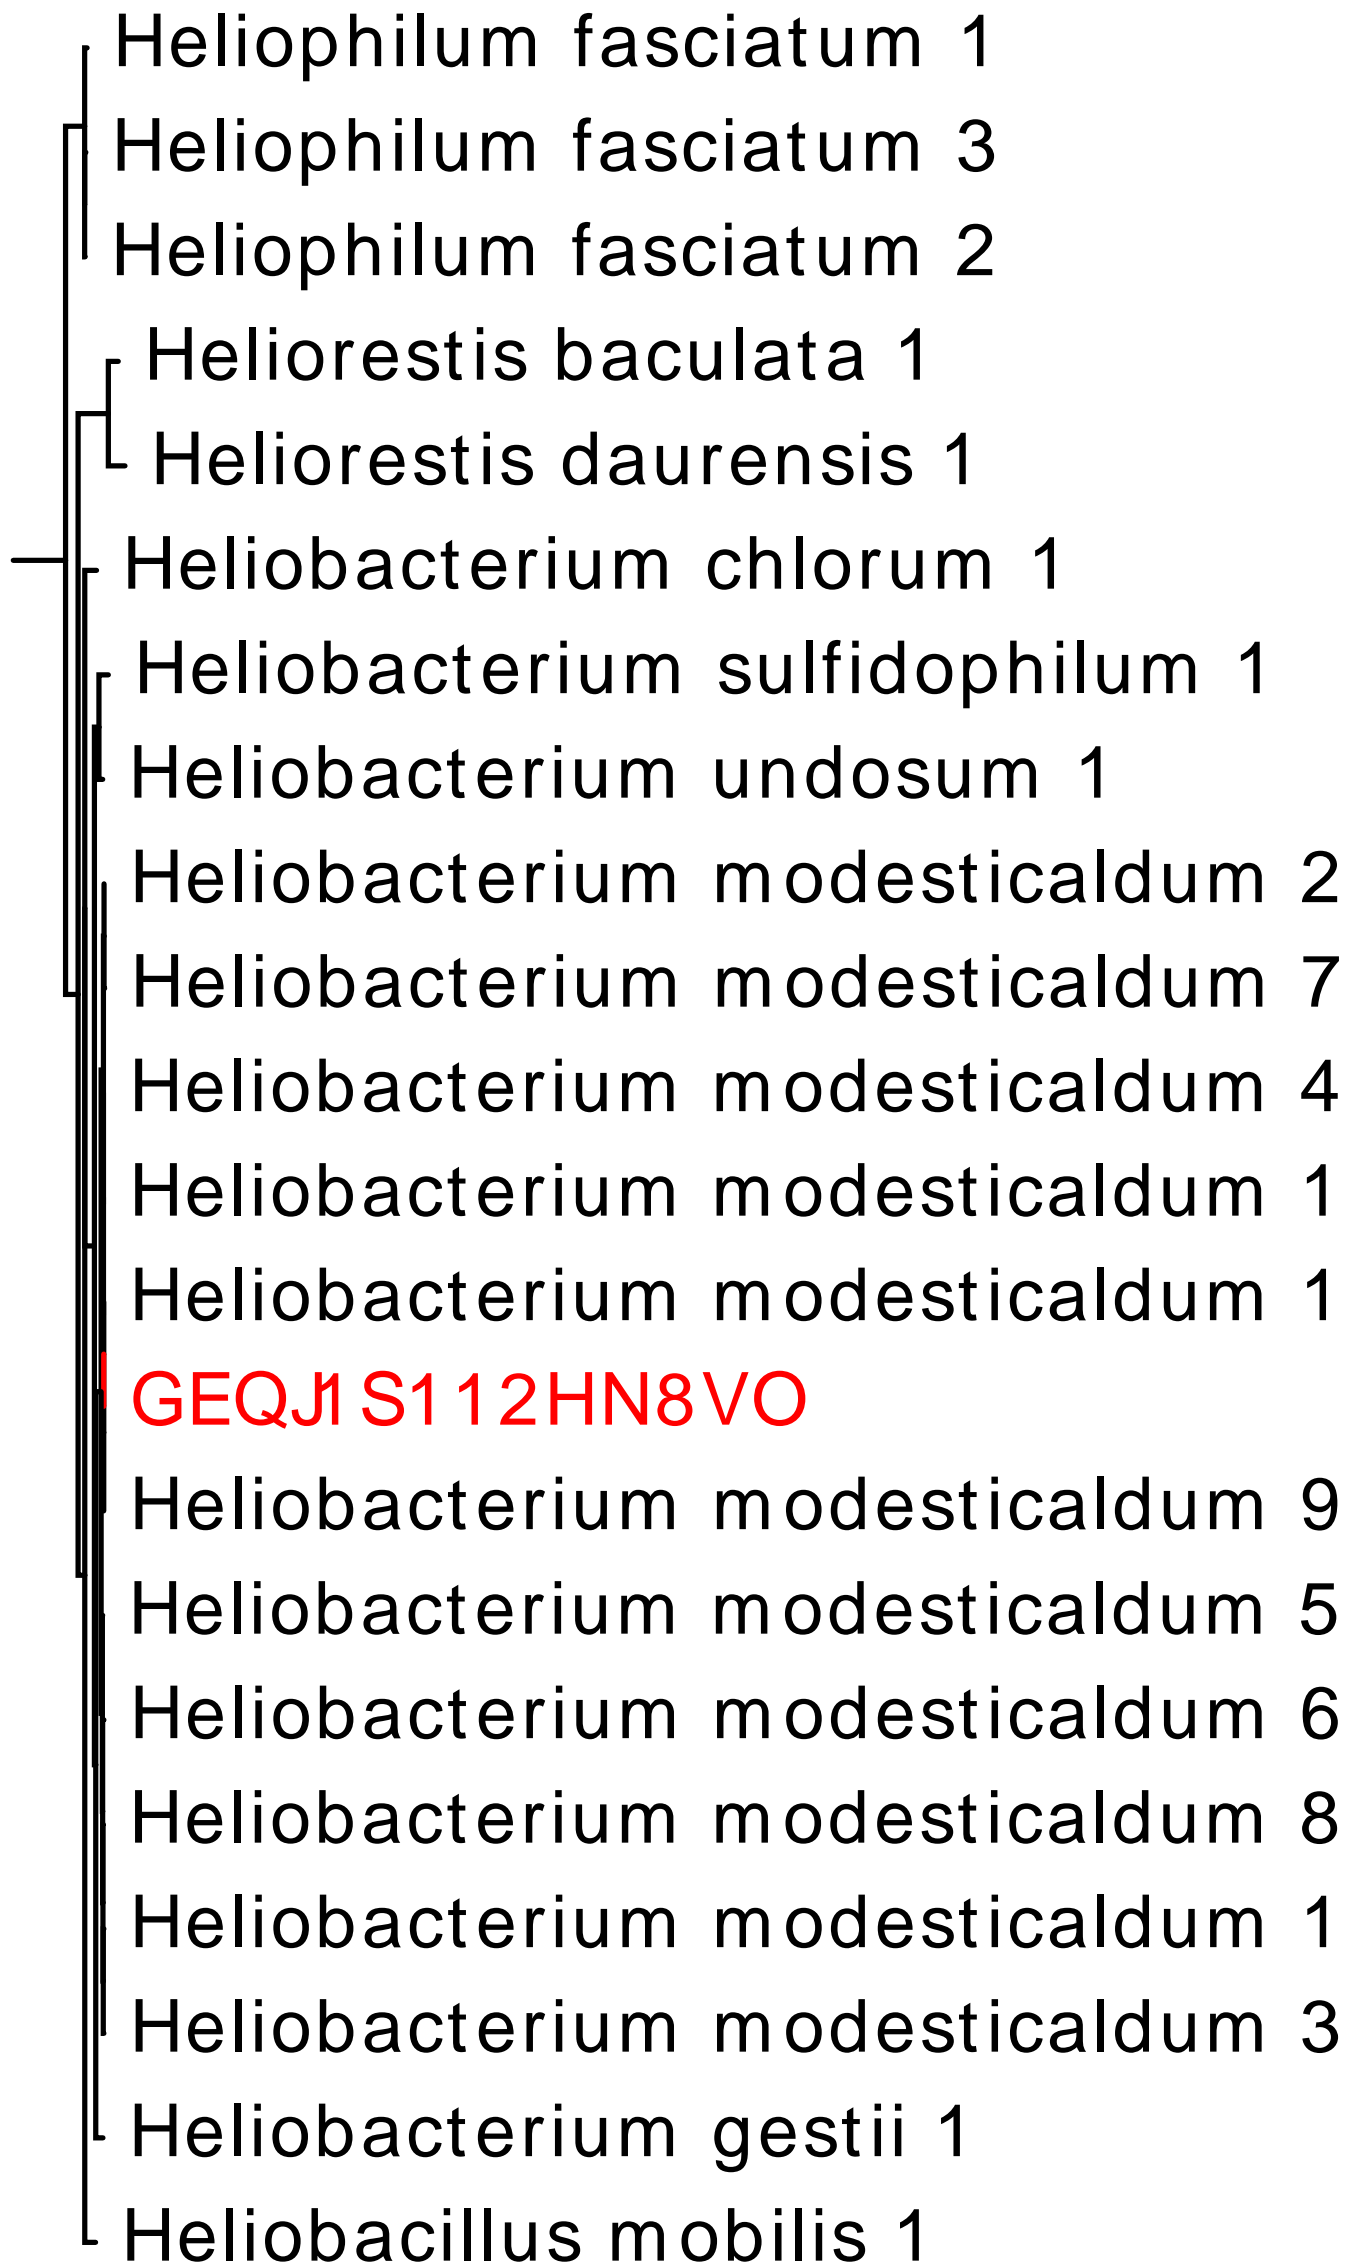 Heliophilum fasciatum 1
Heliophilum fasciatum 3
Heliophilum fasciatum 2
Heliorestis baculata 1
Heliorestis daurensis 1
Heliobacterium chlorum 1
Heliobacterium sulfidophilum 1
Heliobacterium undosum 1
Heliobacterium modesticaldum 2
Heliobacterium modesticaldum 7
Heliobacterium modesticaldum 4
Heliobacterium modesticaldum 1
Heliobacterium modesticaldum 1
GEQJ1S112HN8VO
Heliobacterium modesticaldum 9
Heliobacterium modesticaldum 5
Heliobacterium modesticaldum 6
Heliobacterium modesticaldum 8
Heliobacterium modesticaldum 1
Heliobacterium modesticaldum 3
Heliobacterium gestii 1
Heliobacillus mobilis 1